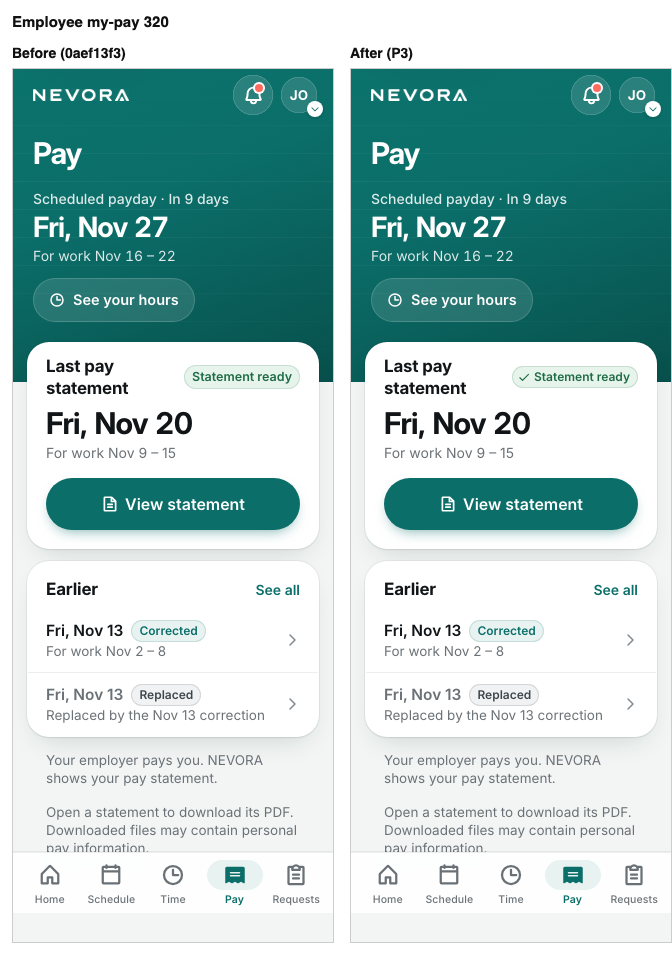 Employee my-pay 320
Before (0aef13f3)
NEVORA
JO
Pay
Scheduled payday · In 9 days
Fri, Nov 27
For work Nov 16 – 22
See your hours
Last pay
statement
Statement ready
Fri, Nov 20
For work Nov 9 – 15
View statement
Earlier
See all
Fri, Nov 13 Corrected
For work Nov 2 – 8
Fri, Nov 13 Replaced
Replaced by the Nov 13 correction
Your employer pays you. NEVORA
shows your pay statement.
Open a statement to download its PDF.
Downloaded files may contain personal
pay information.
Home Schedule Time Pay Requests
After (P3)
NEVORA
JO
Pay
Scheduled payday · In 9 days
Fri, Nov 27
For work Nov 16 – 22
See your hours
Last pay
statement
Statement ready
Fri, Nov 20
For work Nov 9 – 15
View statement
Earlier
See all
Fri, Nov 13 Corrected
For work Nov 2 – 8
Fri, Nov 13 Replaced
Replaced by the Nov 13 correction
Your employer pays you. NEVORA
shows your pay statement.
Open a statement to download its PDF.
Downloaded files may contain personal
pay information.
Home Schedule Time Pay Requests